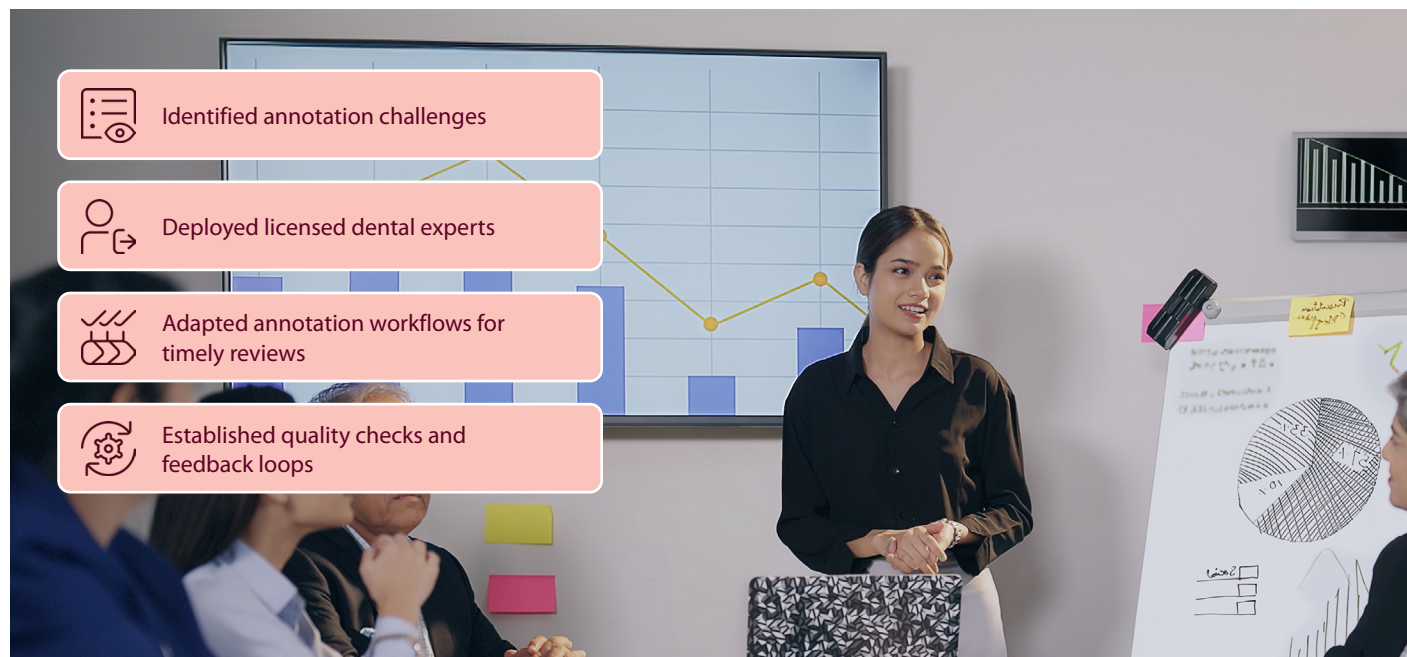 Identified annotation challenges
Deployed licensed dental experts
Adapted annotation workflows for
timely reviews
Established quality checks and
feedback loops